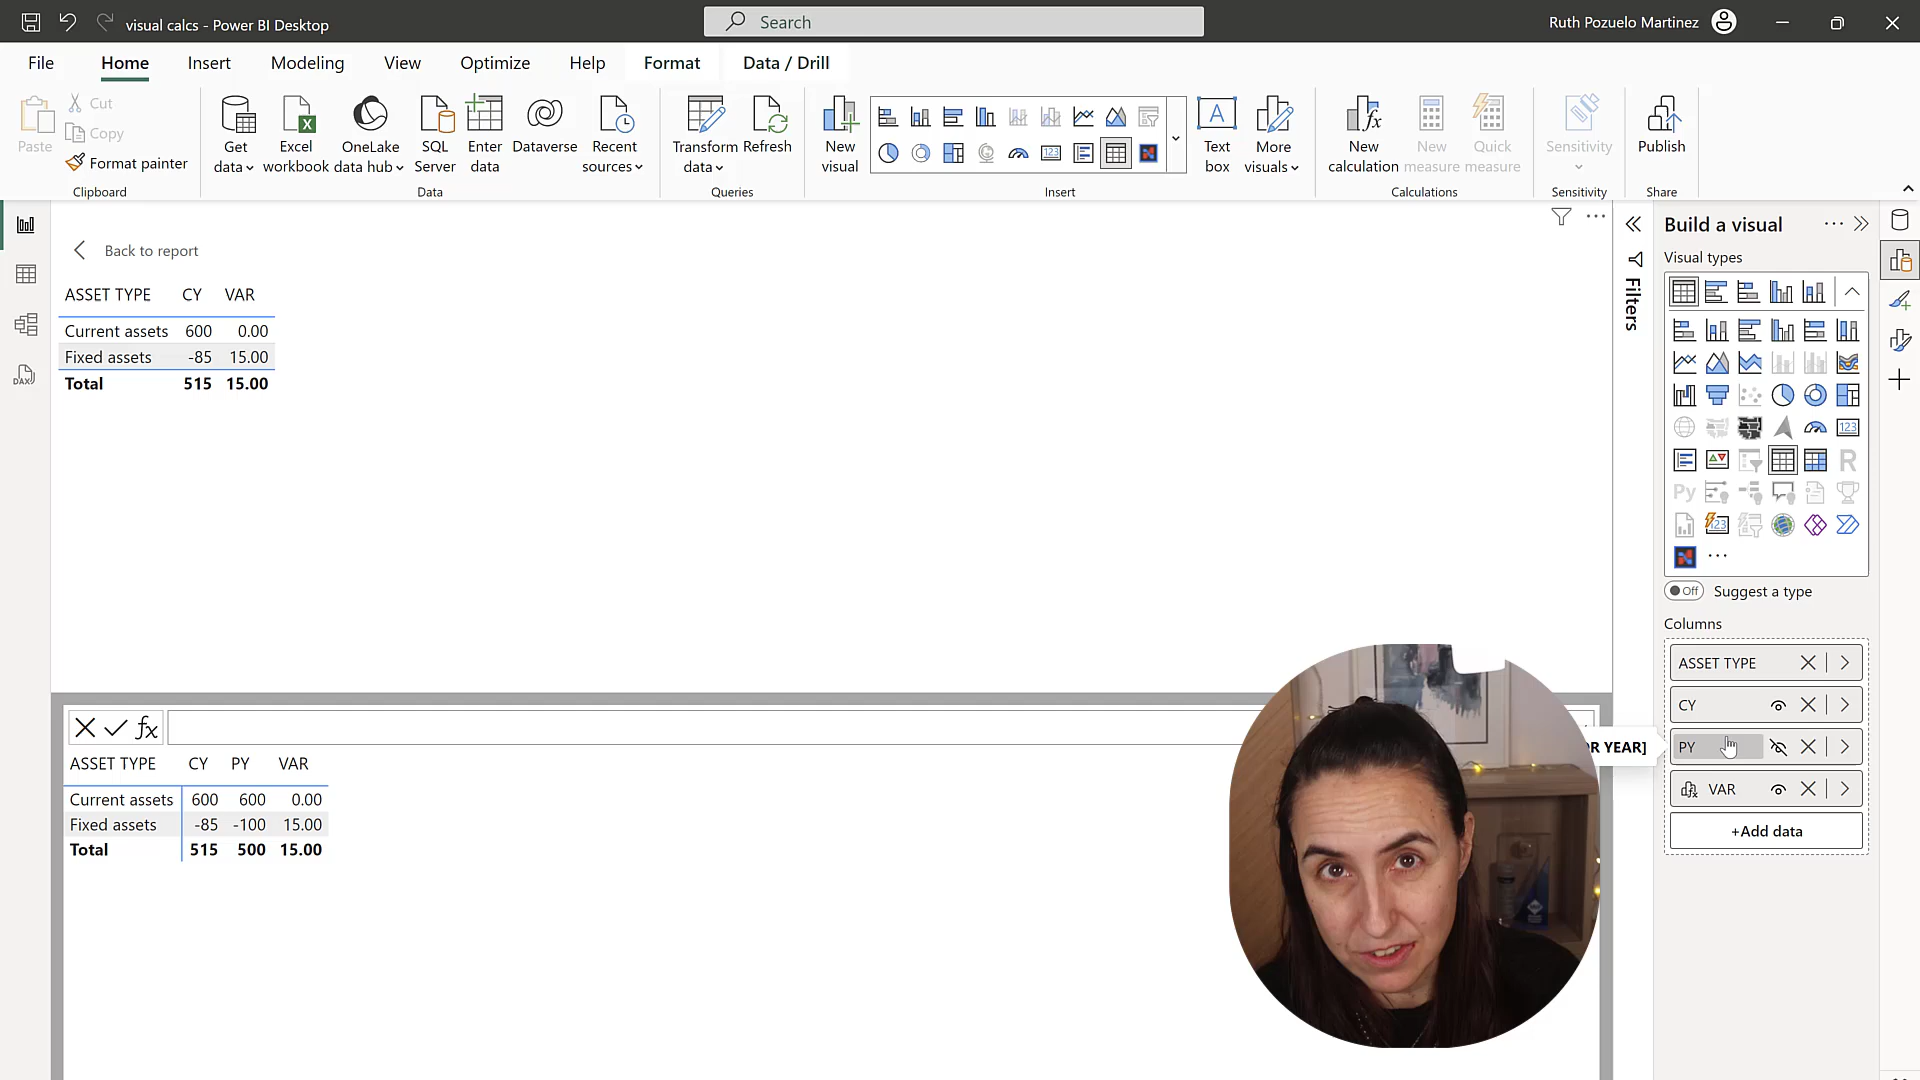 visual calcs - Power BI Desktop
Search
Ruth Pozuelo Martinez
File
Home
Insert
Modeling
View
Optimize
Help
Format
Data / Drill
Paste
Cut
Copy
Format painter
Clipboard
Get
data
Excel
workbook
OneLake
data hub
SQL
Server
Enter
data
Dataverse
Recent
sources
Data
Transform
data
Refresh
Queries
New
visual
Insert
Text
box
More
visuals
New
calculation
New
measure
Quick
measure
Calculations
Sensitivity
Sensitivity
Publish
Share
Back to report
ASSET TYPE CY VAR
Current assets 600 0.00
Fixed assets -85 15.00
Total 515 15.00
ASSET TYPE CY PY VAR
Current assets 600 600 0.00
Fixed assets -85 -100 15.00
Total 515 500 15.00
Filters
Build a visual
Visual types
Suggest a type
Off
Columns
ASSET TYPE
CY
PY
OR YEAR]
VAR
+Add data
DAX
fx
123
R
Py